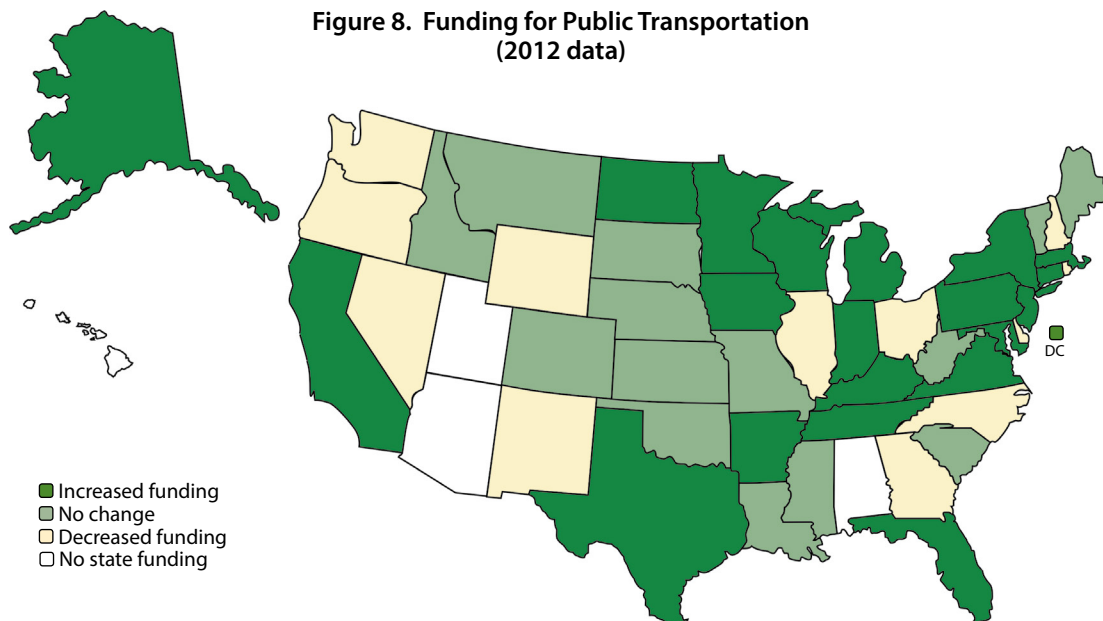 Figure 8. Funding for Public Transportation
(2012 data)
DC
Increased funding
No change
Decreased funding
No state funding